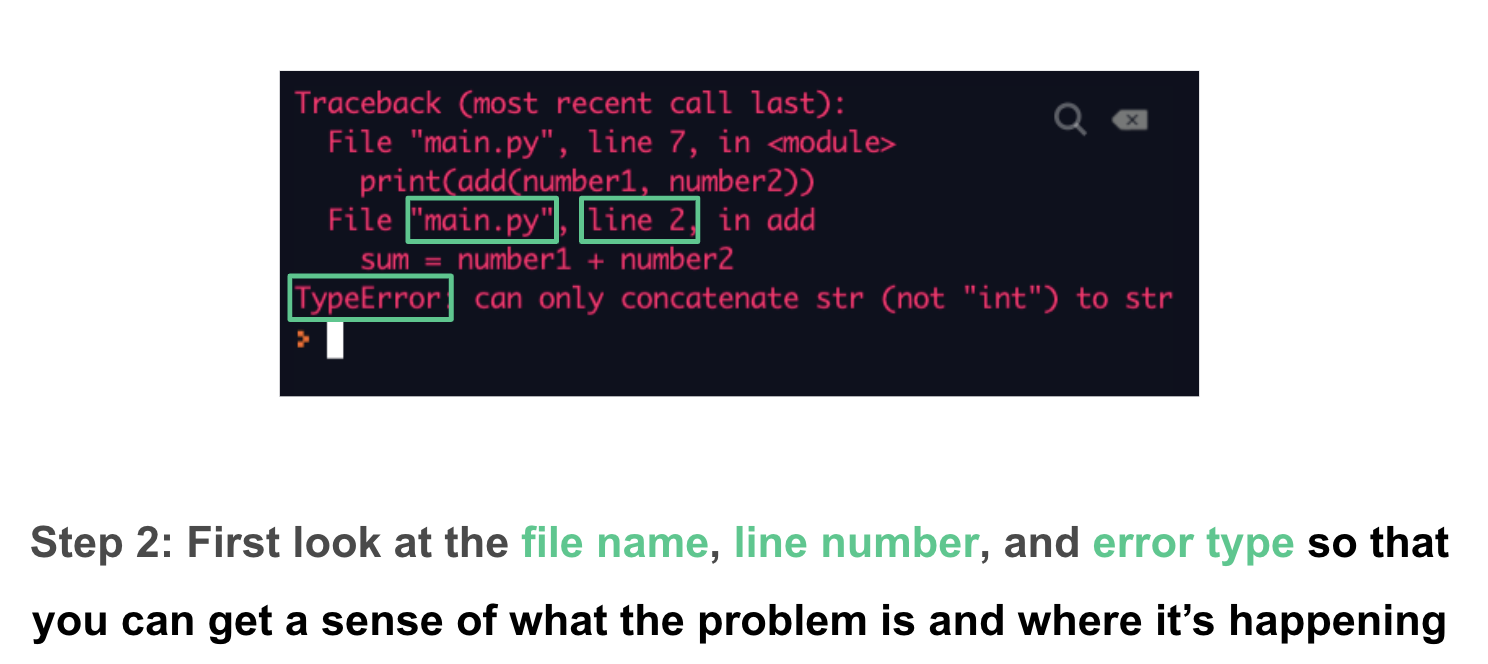 Traceback (most recent call last):
  File "main.py", line 7, in <module>
    print(add(number1, number2))
  File "main.py", line 2, in add
    sum = number1 + number2
TypeError: can only concatenate str (not "int") to str
>
Step 2: First look at the file name, line number, and error type so that
you can get a sense of what the problem is and where it’s happening